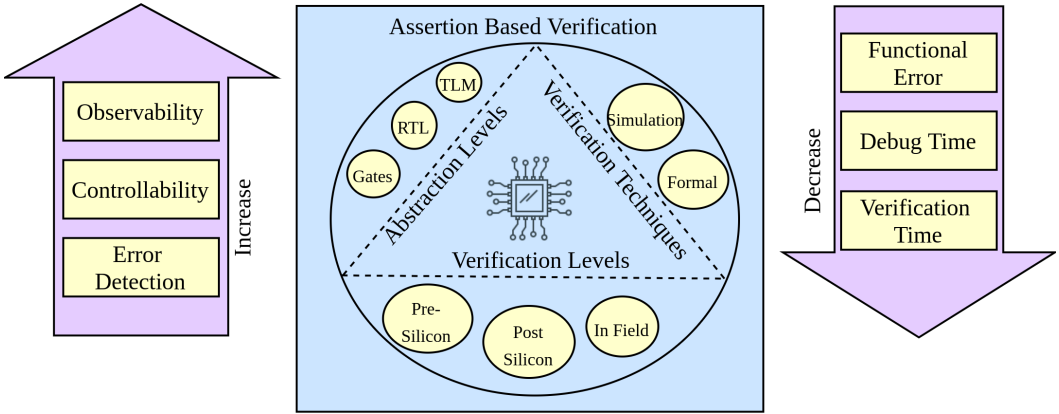 Observability
Controllability
Error
Detection
Increase
Assertion Based Verification
TLM
RTL
Gates
Abstraction Levels
Verification Techniques
Simulation
Formal
Verification Levels
Pre-
Silicon
Post
Silicon
In Field
Functional
Error
Debug Time
Verification
Time
Decrease